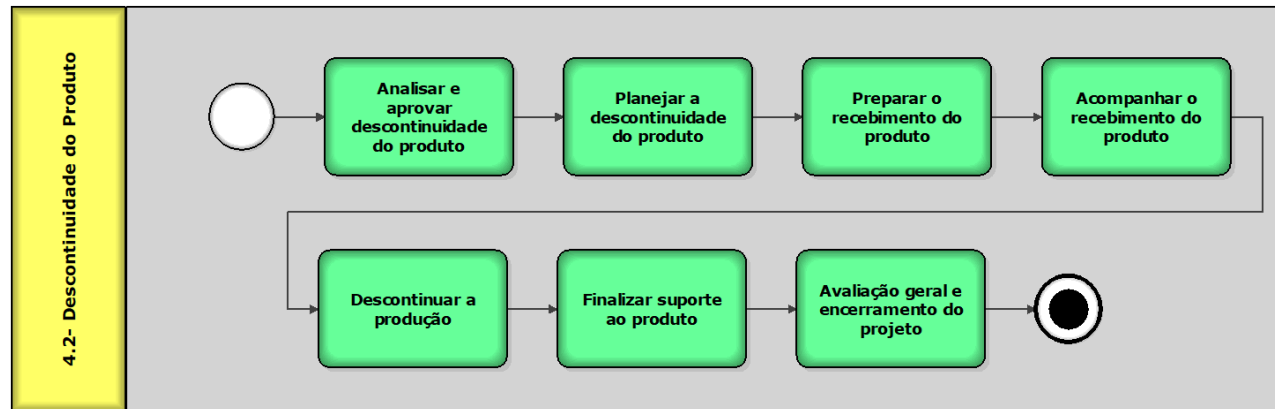 4.2- Descontinuidade do Produto
Analisar e
aprovar
descontinuidade
do produto
Planejar a
descontinuidade
do produto
Preparar o
recebimento do
produto
Acompanhar o
recebimento do
produto
Descontinuar a
produção
Finalizar suporte
ao produto
Avaliação geral e
encerramento do
projeto